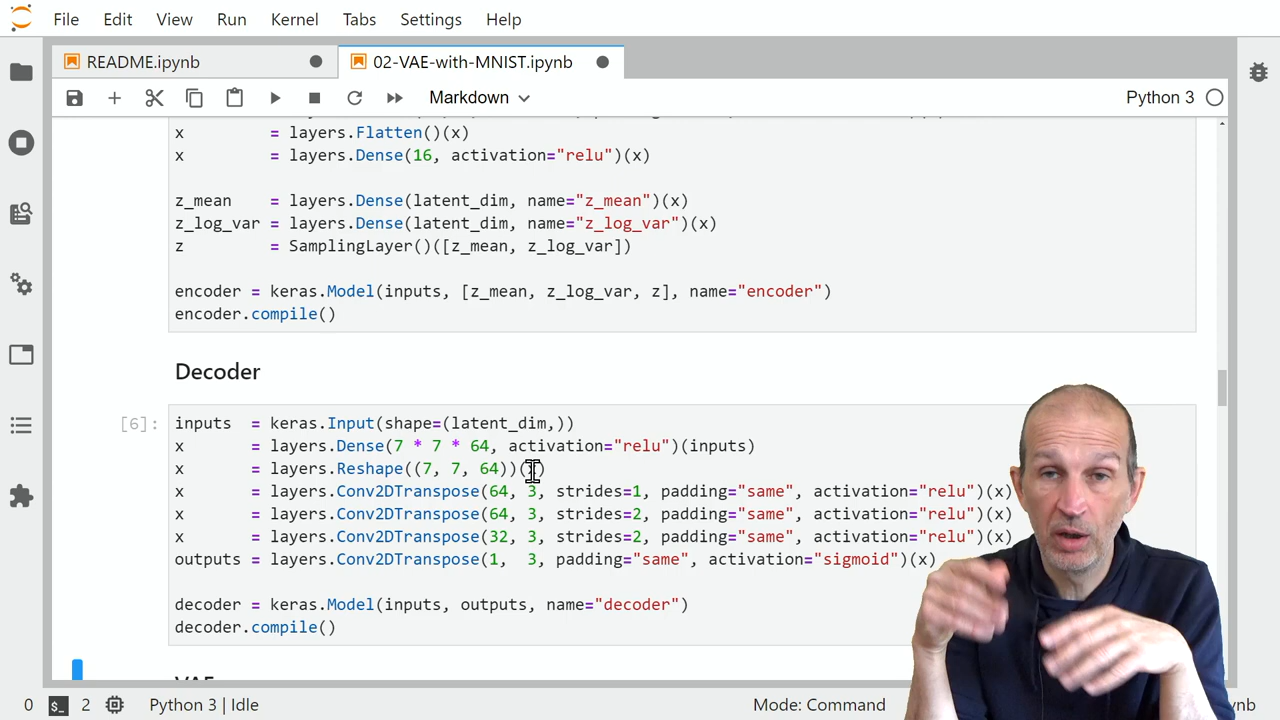 File Edit View Run Kernel Tabs Settings Help
README.ipynb 02-VAE-with-MNIST.ipynb
Markdown Python 3
x = layers.Flatten()(x)
x = layers.Dense(16, activation="relu")(x)
z_mean = layers.Dense(latent_dim, name="z_mean")(x)
z_log_var = layers.Dense(latent_dim, name="z_log_var")(x)
z = SamplingLayer()([z_mean, z_log_var])
encoder = keras.Model(inputs, [z_mean, z_log_var, z], name="encoder")
encoder.compile()
Decoder
[6]: inputs = keras.Input(shape=(latent_dim,))
x = layers.Dense(7 * 7 * 64, activation="relu")(inputs)
x = layers.Reshape((7, 7, 64))(x)
x = layers.Conv2DTranspose(64, 3, strides=1, padding="same", activation="relu")(x)
x = layers.Conv2DTranspose(64, 3, strides=2, padding="same", activation="relu")(x)
x = layers.Conv2DTranspose(32, 3, strides=2, padding="same", activation="relu")(x)
outputs = layers.Conv2DTranspose(1, 3, padding="same", activation="sigmoid")(x)
decoder = keras.Model(inputs, outputs, name="decoder")
decoder.compile()
VAE
0 $_ 2 Python 3 | Idle Mode: Command nb